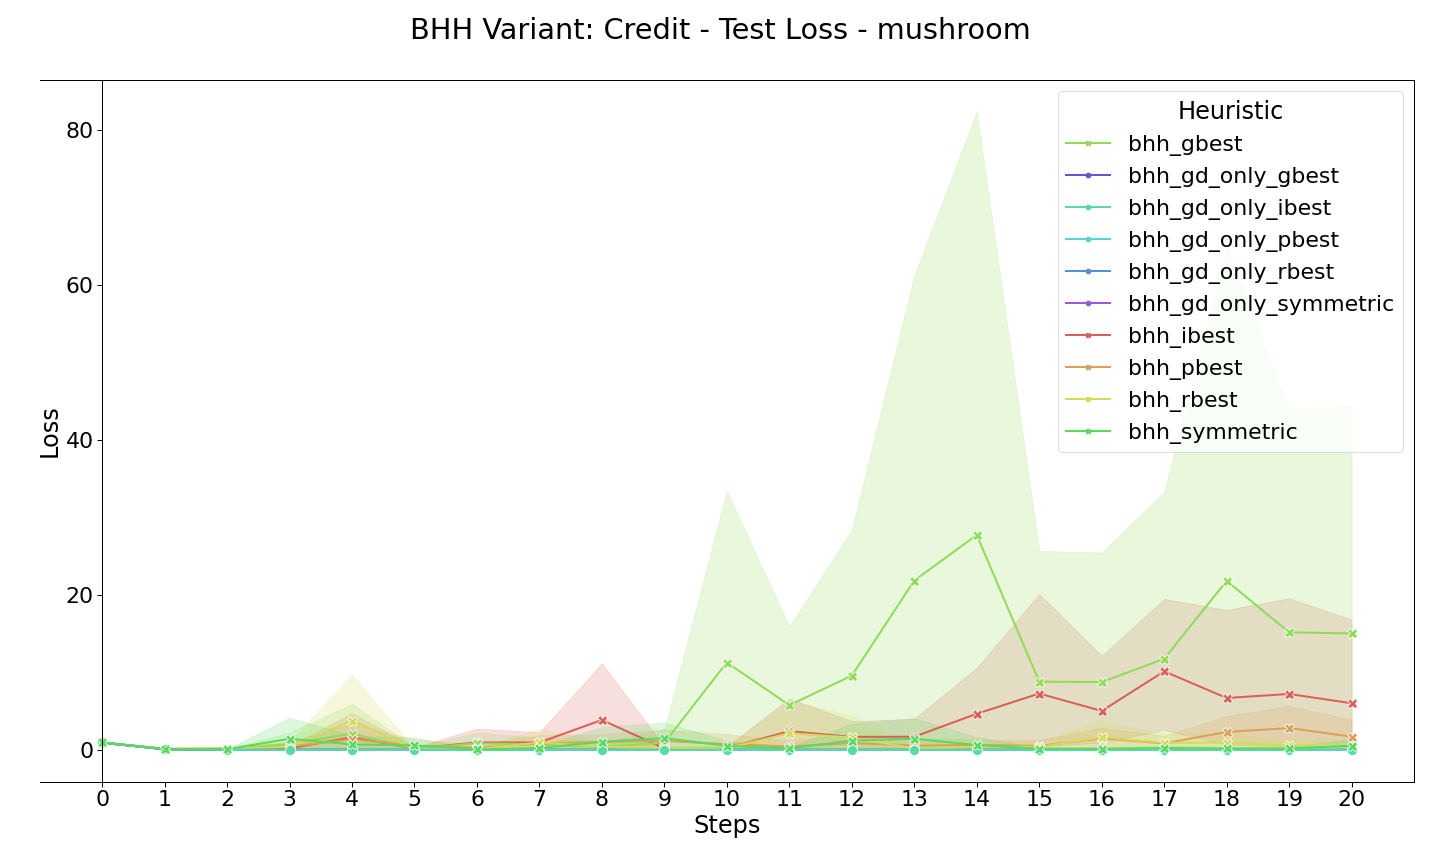 BHH Variant: Credit - Test Loss - mushroom
Heuristic
bhh_gbest
bhh_gd_only_gbest
bhh_gd_only_ibest
bhh_gd_only_pbest
bhh_gd_only_rbest
bhh_gd_only_symmetric
bhh_ibest
bhh_pbest
bhh_rbest
bhh_symmetric
80
60
40
20
0
Loss
0 1 2 3 4 5 6 7 8 9 10 11 12 13 14 15 16 17 18 19 20
Steps